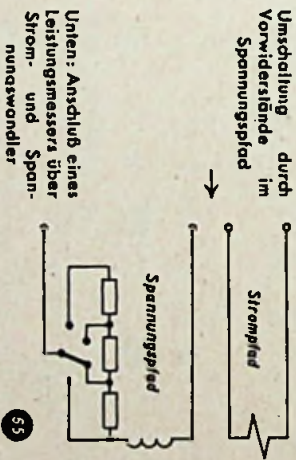 Umschaltung durch
Vorwiderstände im
Spannungspfad
Strompfad
Spannungspfad
Unten: Anschluß eines
Leistungsmessers über
Strom- und Span-
nungswandler
55